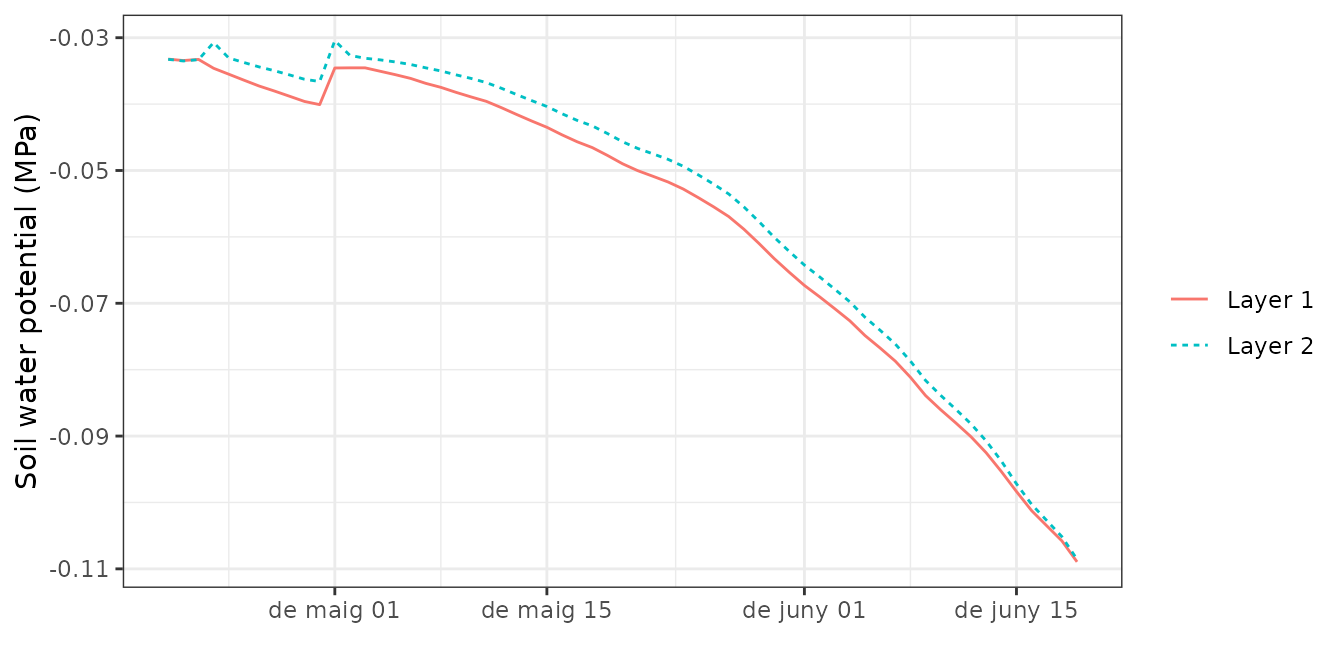 Soil water potential (MPa)
-0.03
-0.05
-0.07
-0.09
-0.11
de maig 01
de maig 15
de juny 01
de juny 15
Layer 1
Layer 2